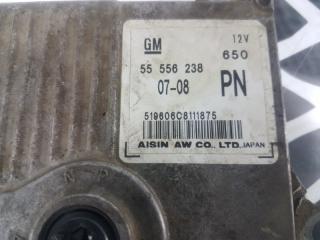 GM 12V
650
55 556 238
07-08 PN
519606C8111875
AISIN AW CO., LTD. JAPAN
N P